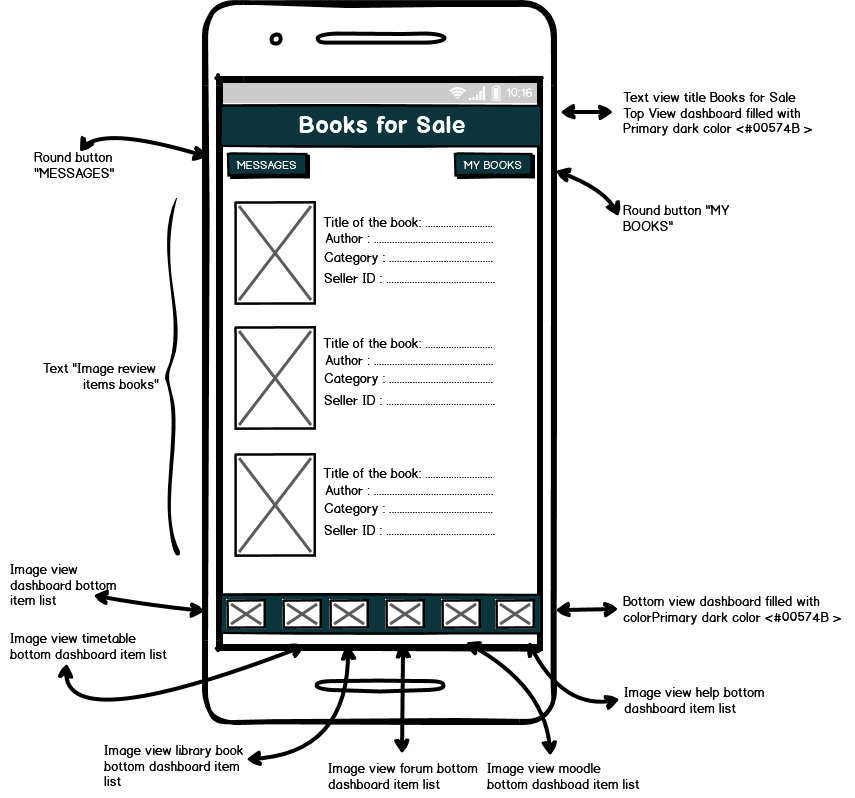 10:16
Books for Sale
MESSAGES
MY BOOKS
Title of the book: ........................
Author : ...........................................
Category : ......................................
Seller ID : .......................................
Title of the book: ........................
Author : ...........................................
Category : ......................................
Seller ID : .......................................
Title of the book: ........................
Author : ...........................................
Category : ......................................
Seller ID : .......................................
Text view title Books for Sale
Top View dashboard filled with
Primary dark color <#00574B >
Round button
"MESSAGES"
Round button "MY
BOOKS"
Text "Image review
items books"
Image view
dashboard bottom
item list
Image view timetable
bottom dashboard item list
Bottom view dashboard filled with
colorPrimary dark color <#00574B >
Image view help bottom
dashboard item list
Image view library book
bottom dashboard item
list
Image view forum bottom
dashboard item list
Image view moodle
bottom dashboad item list